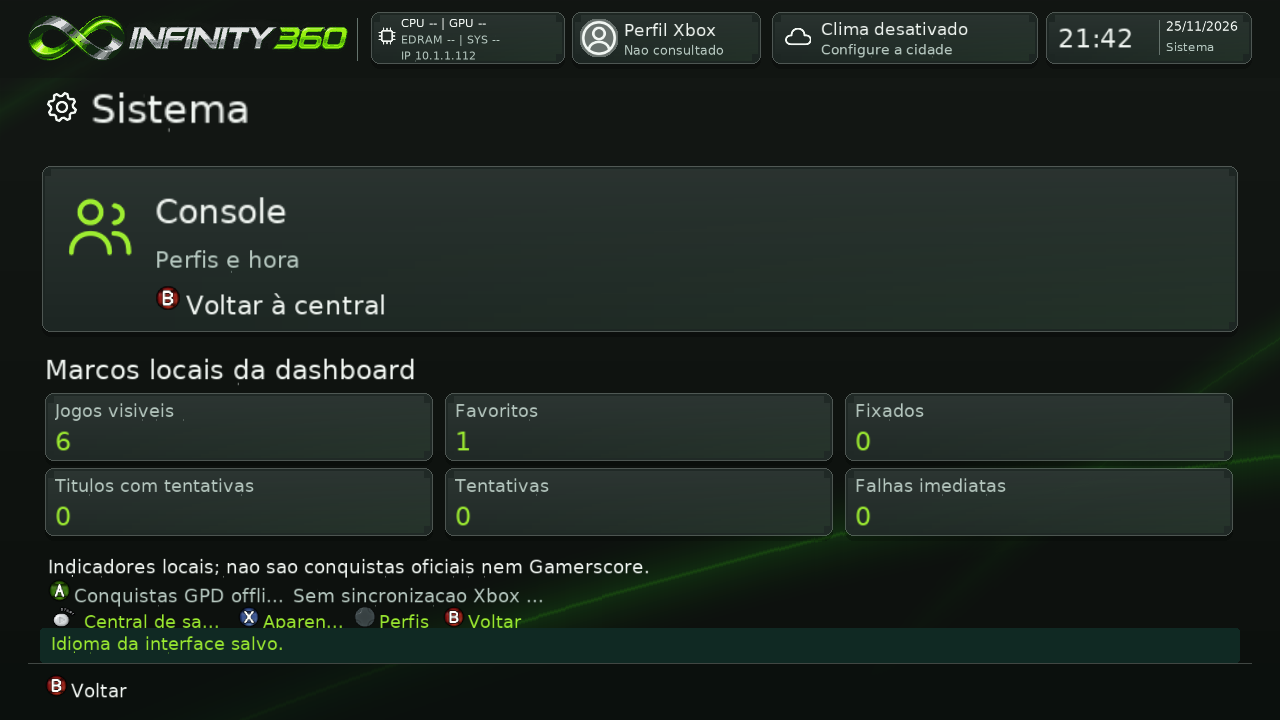 INFINITY 360
CPU -- | GPU --
EDRAM -- | SYS --
IP 10.1.1.112
Perfil Xbox
Nao consultado
Clima desativado
Configure a cidade
21:42
25/11/2026
Sistema
Sistema
Console
Perfis e hora
B Voltar à central
Marcos locais da dashboard
Jogos visiveis
6
Favoritos
1
Fixados
0
Titulos com tentativas
0
Tentativas
0
Falhas imediatas
0
Indicadores locais; nao sao conquistas oficiais nem Gamerscore.
A Conquistas GPD offli... Sem sincronizacao Xbox ...
Central de sa... X Aparen... Perfis B Voltar
Idioma da interface salvo.
B Voltar